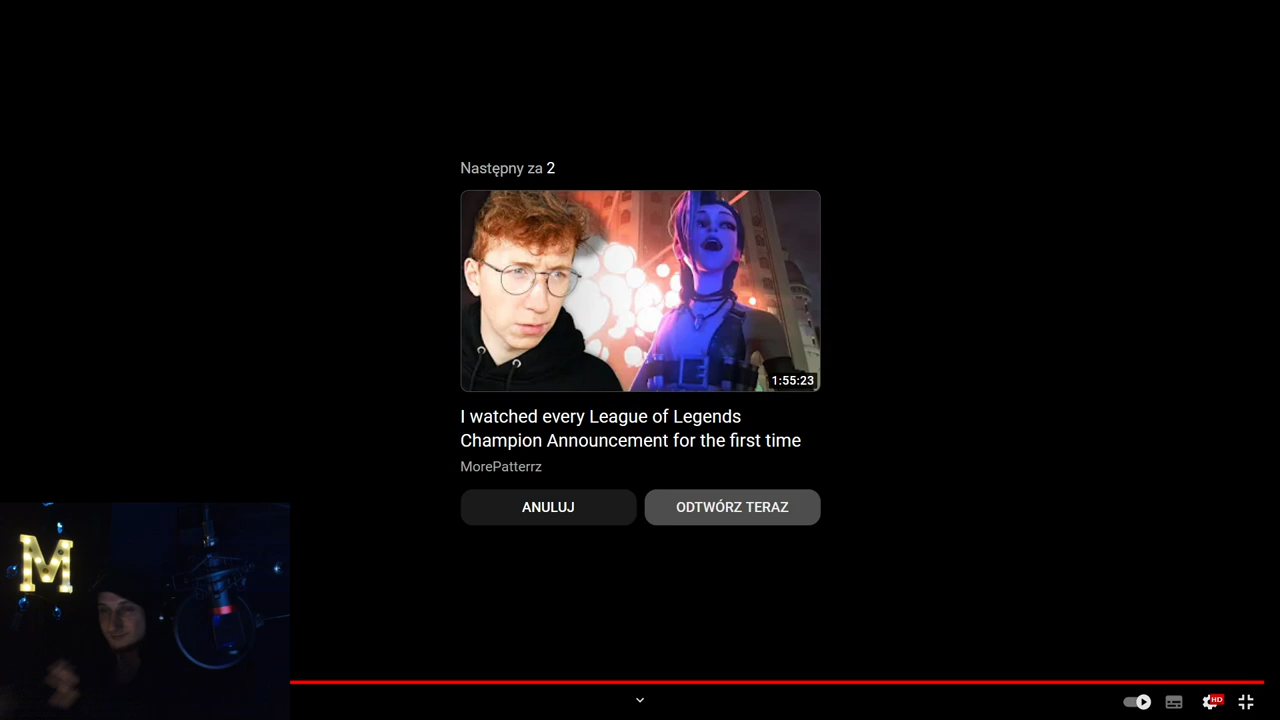 Następny za 2
1:55:23
I watched every League of Legends
Champion Announcement for the first time
MorePatterrz
ANULUJ
ODTWÓRZ TERAZ
M
HD